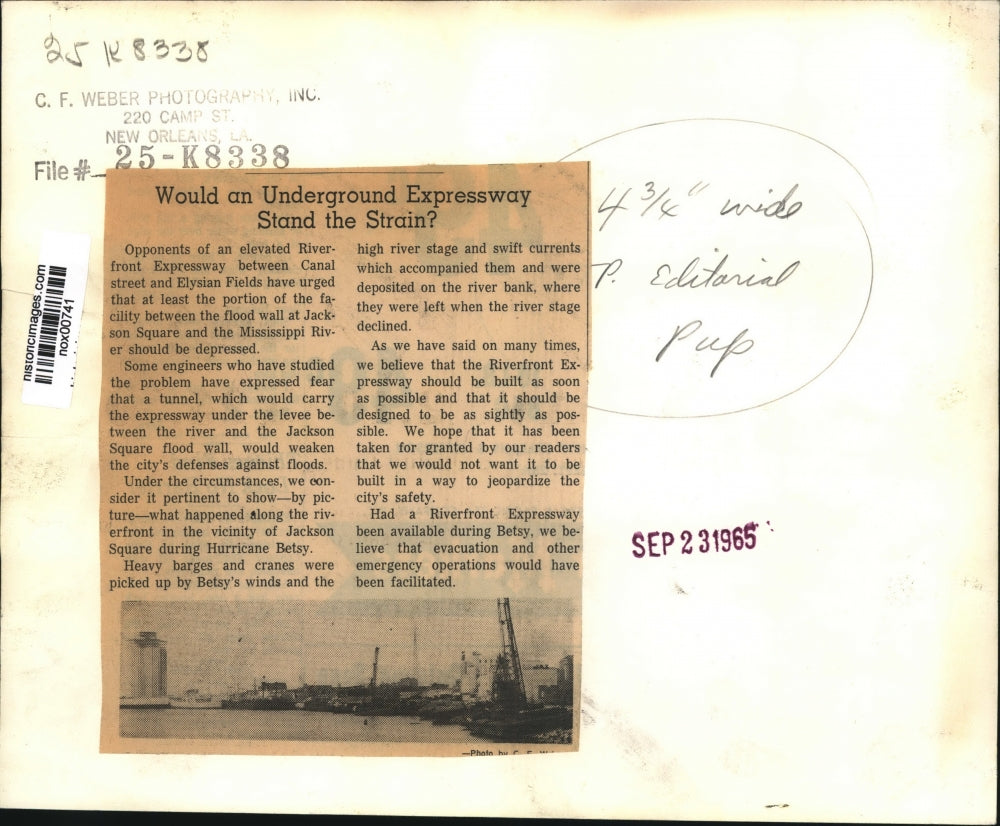 25 K8338
C. F. WEBER PHOTOGRAPHY, INC.
220 CAMP ST.
NEW ORLEANS, LA.
File # 25-K8338
historicimages.com
nox00741
Would an Underground Expressway
Stand the Strain?
Opponents of an elevated River-
front Expressway between Canal
street and Elysian Fields have urged
that at least the portion of the fa-
cility between the flood wall at Jack-
son Square and the Mississippi Riv-
er should be depressed.
Some engineers who have studied
the problem have expressed fear
that a tunnel, which would carry
the expressway under the levee be-
tween the river and the Jackson
Square flood wall, would weaken
the city's defenses against floods.
Under the circumstances, we con-
sider it pertinent to show—by pic-
ture—what happened along the riv-
erfront in the vicinity of Jackson
Square during Hurricane Betsy.
Heavy barges and cranes were
picked up by Betsy's winds and the
high river stage and swift currents
which accompanied them and were
deposited on the river bank, where
they were left when the river stage
declined.
As we have said on many times,
we believe that the Riverfront Ex-
pressway should be built as soon
as possible and that it should be
designed to be as sightly as pos-
sible. We hope that it has been
taken for granted by our readers
that we would not want it to be
built in a way to jeopardize the
city's safety.
Had a Riverfront Expressway
been available during Betsy, we be-
lieve that evacuation and other
emergency operations would have
been facilitated.
—Photo by C. F.
4 3/4" wide
P. Editorial
Pup
SEP 23 1965